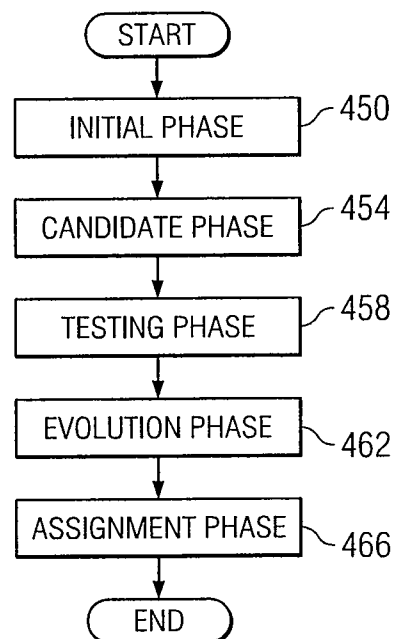 START
INITIAL PHASE
450
CANDIDATE PHASE
454
TESTING PHASE
458
EVOLUTION PHASE
462
ASSIGNMENT PHASE
466
END